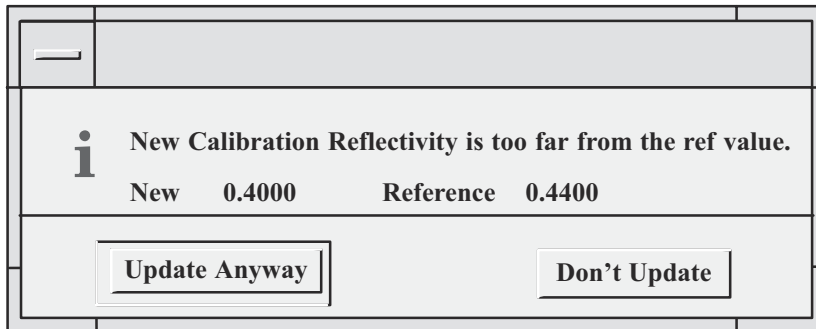 New Calibration Reflectivity is too far from the ref value.
New 0.4000 Reference 0.4400
Update Anyway Don’t Update